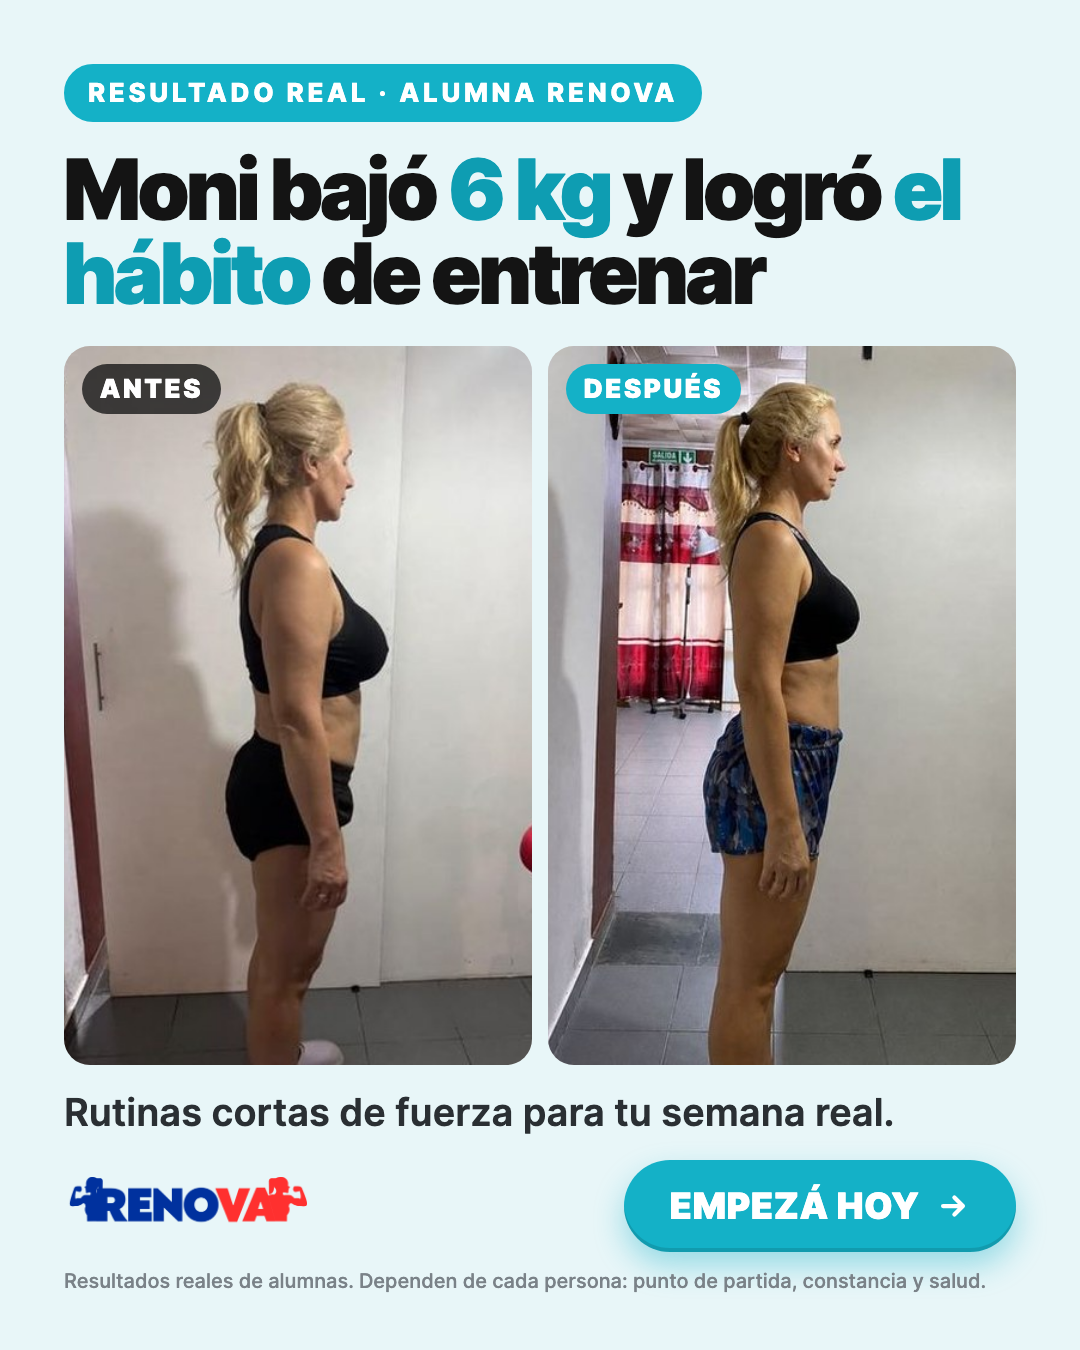 RESULTADO REAL · ALUMNA RENOVA
Moni bajó 6 kg y logró el
hábito de entrenar
ANTES
DESPUÉS
SALIDA
Rutinas cortas de fuerza para tu semana real.
RENOVA
EMPEZÁ HOY →
Resultados reales de alumnas. Dependen de cada persona: punto de partida, constancia y salud.